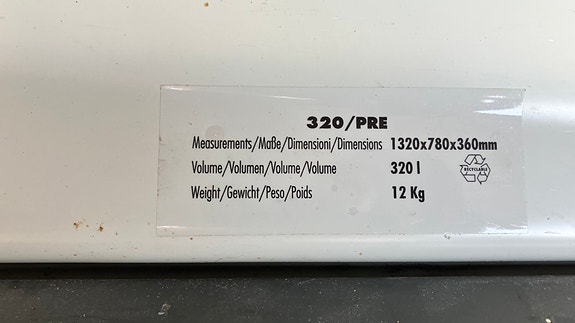 320/PRE
Measurements/Maße/Dimensioni/Dimensions 1320x780x360mm
Volume/Volumen/Volume/Volume 320 l
RECYCLABLE
Weight/Gewicht/Peso/Poids 12 Kg